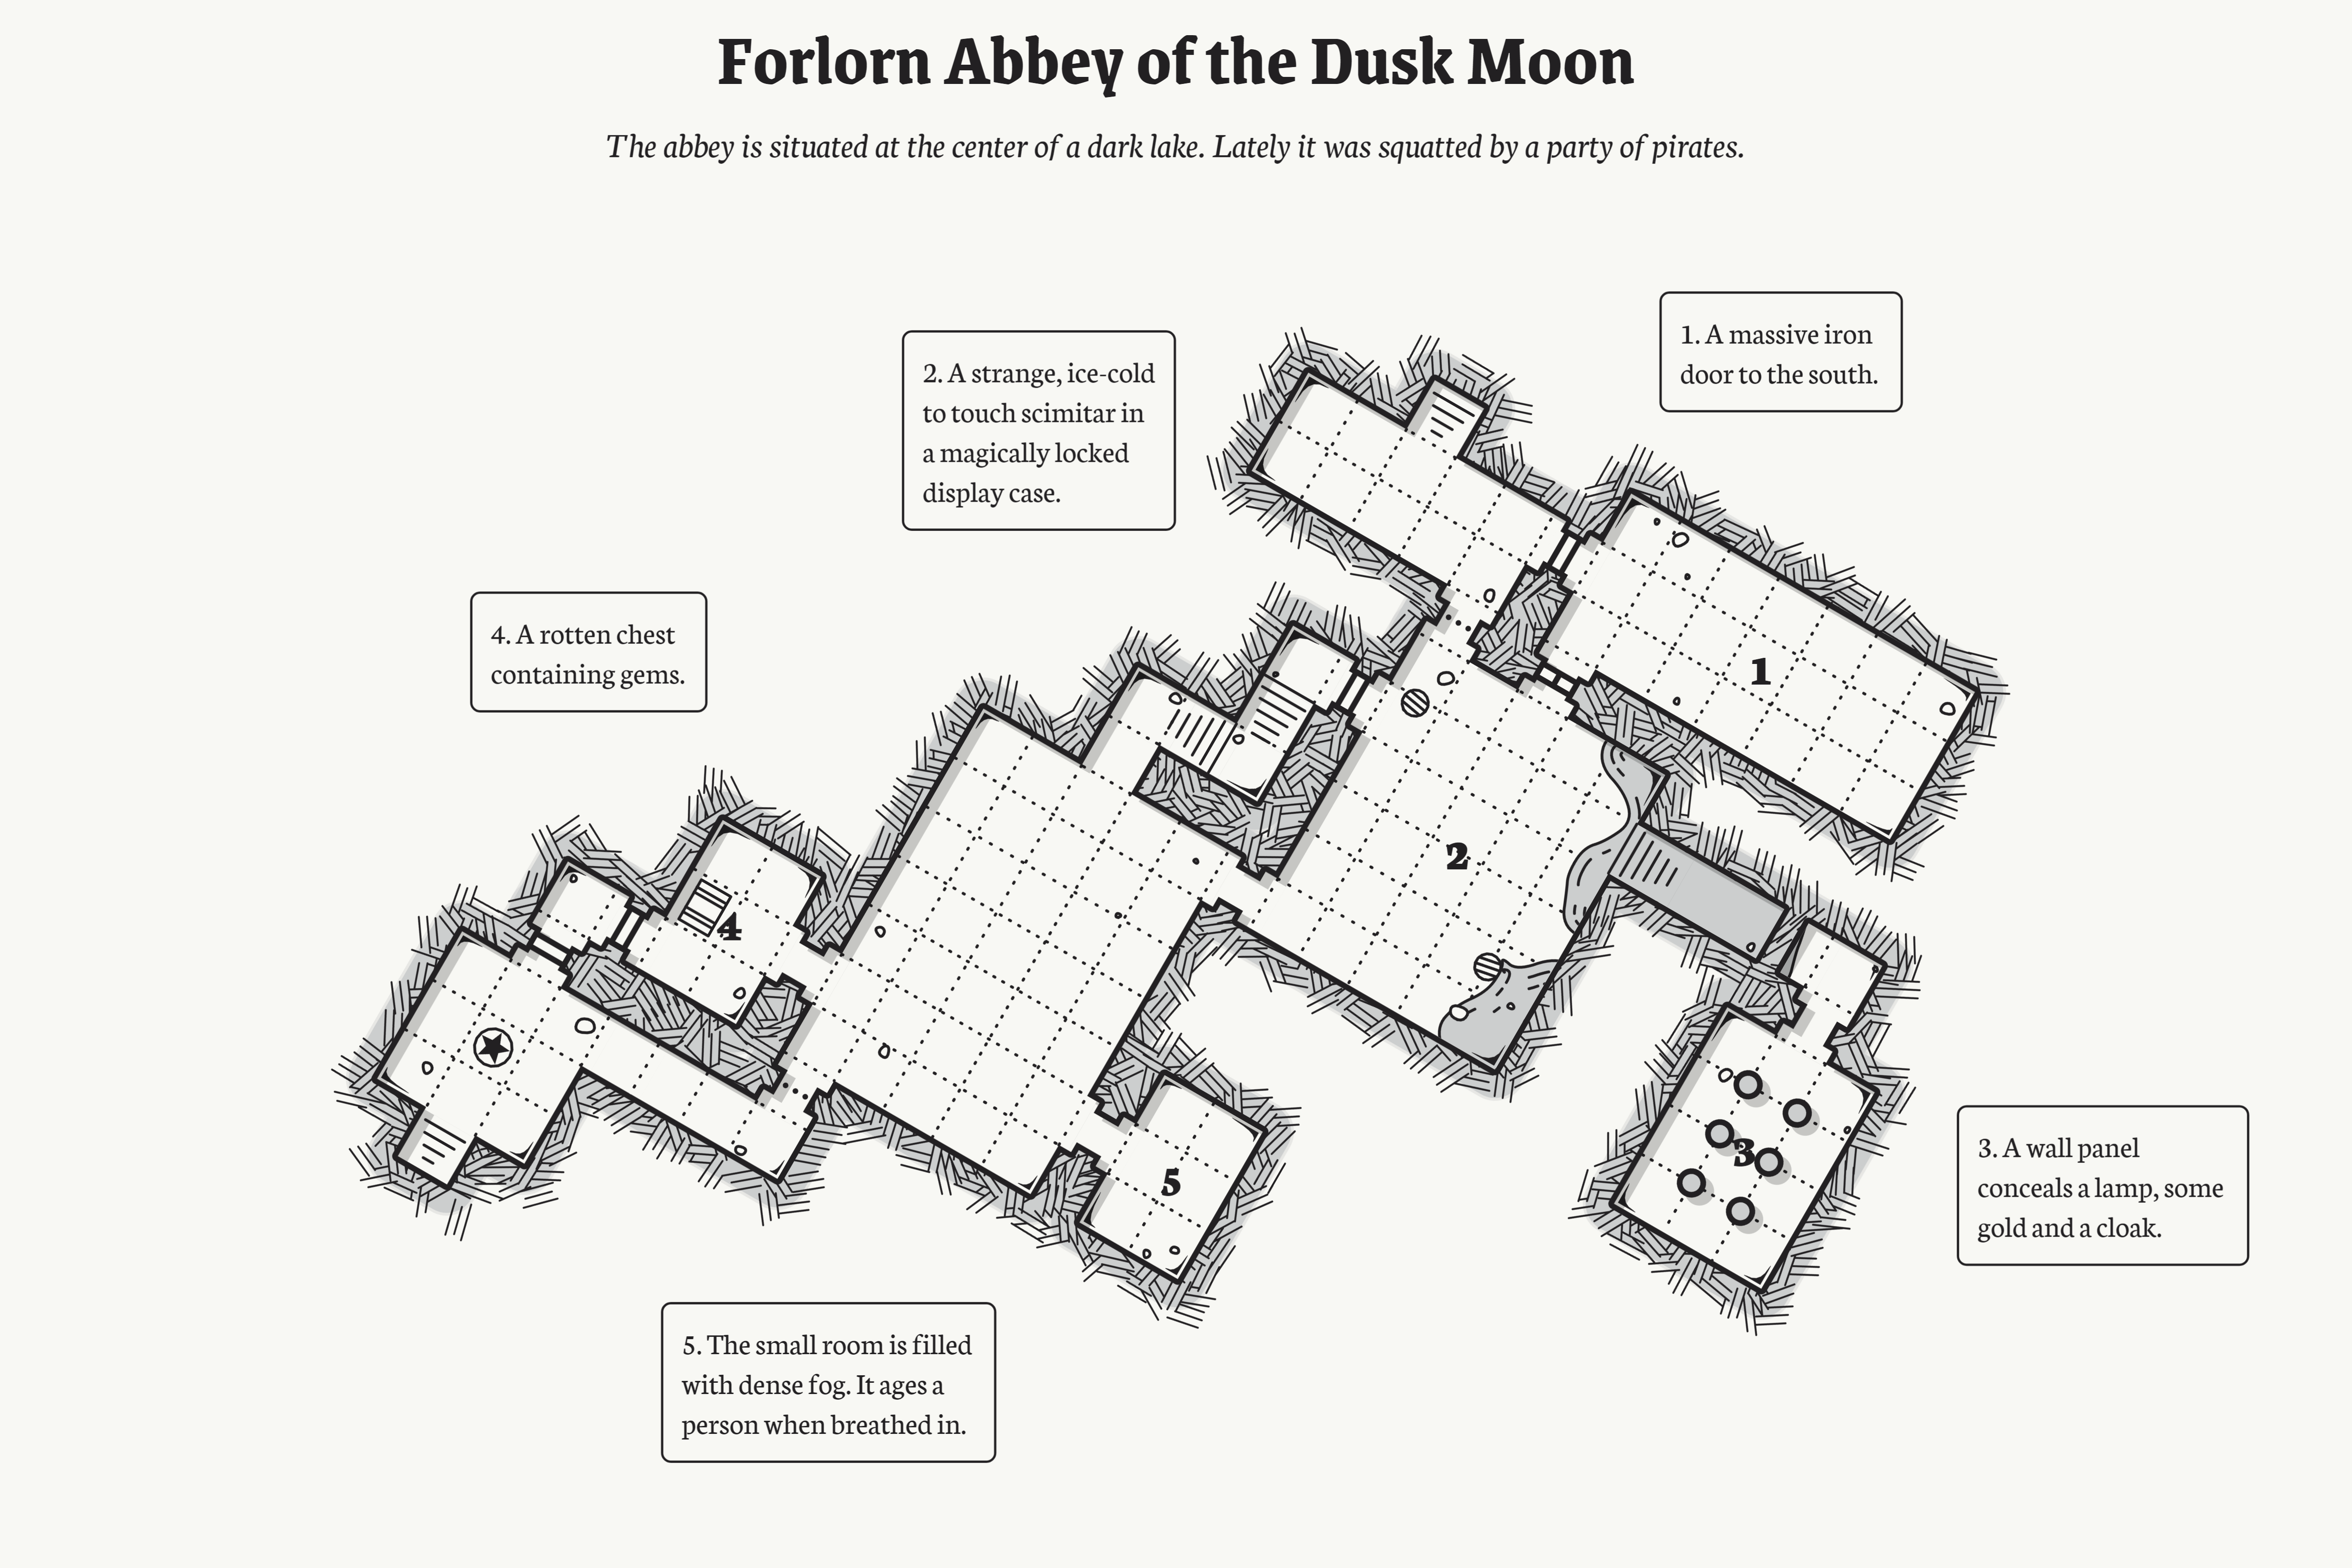 Forlorn Abbey of the Dusk Moon
The abbey is situated at the center of a dark lake. Lately it was squatted by a party of pirates.
1. A massive iron
door to the south.
2. A strange, ice-cold
to touch scimitar in
a magically locked
display case.
4. A rotten chest
containing gems.
1
2
4
3
5
3. A wall panel
conceals a lamp, some
gold and a cloak.
5. The small room is filled
with dense fog. It ages a
person when breathed in.